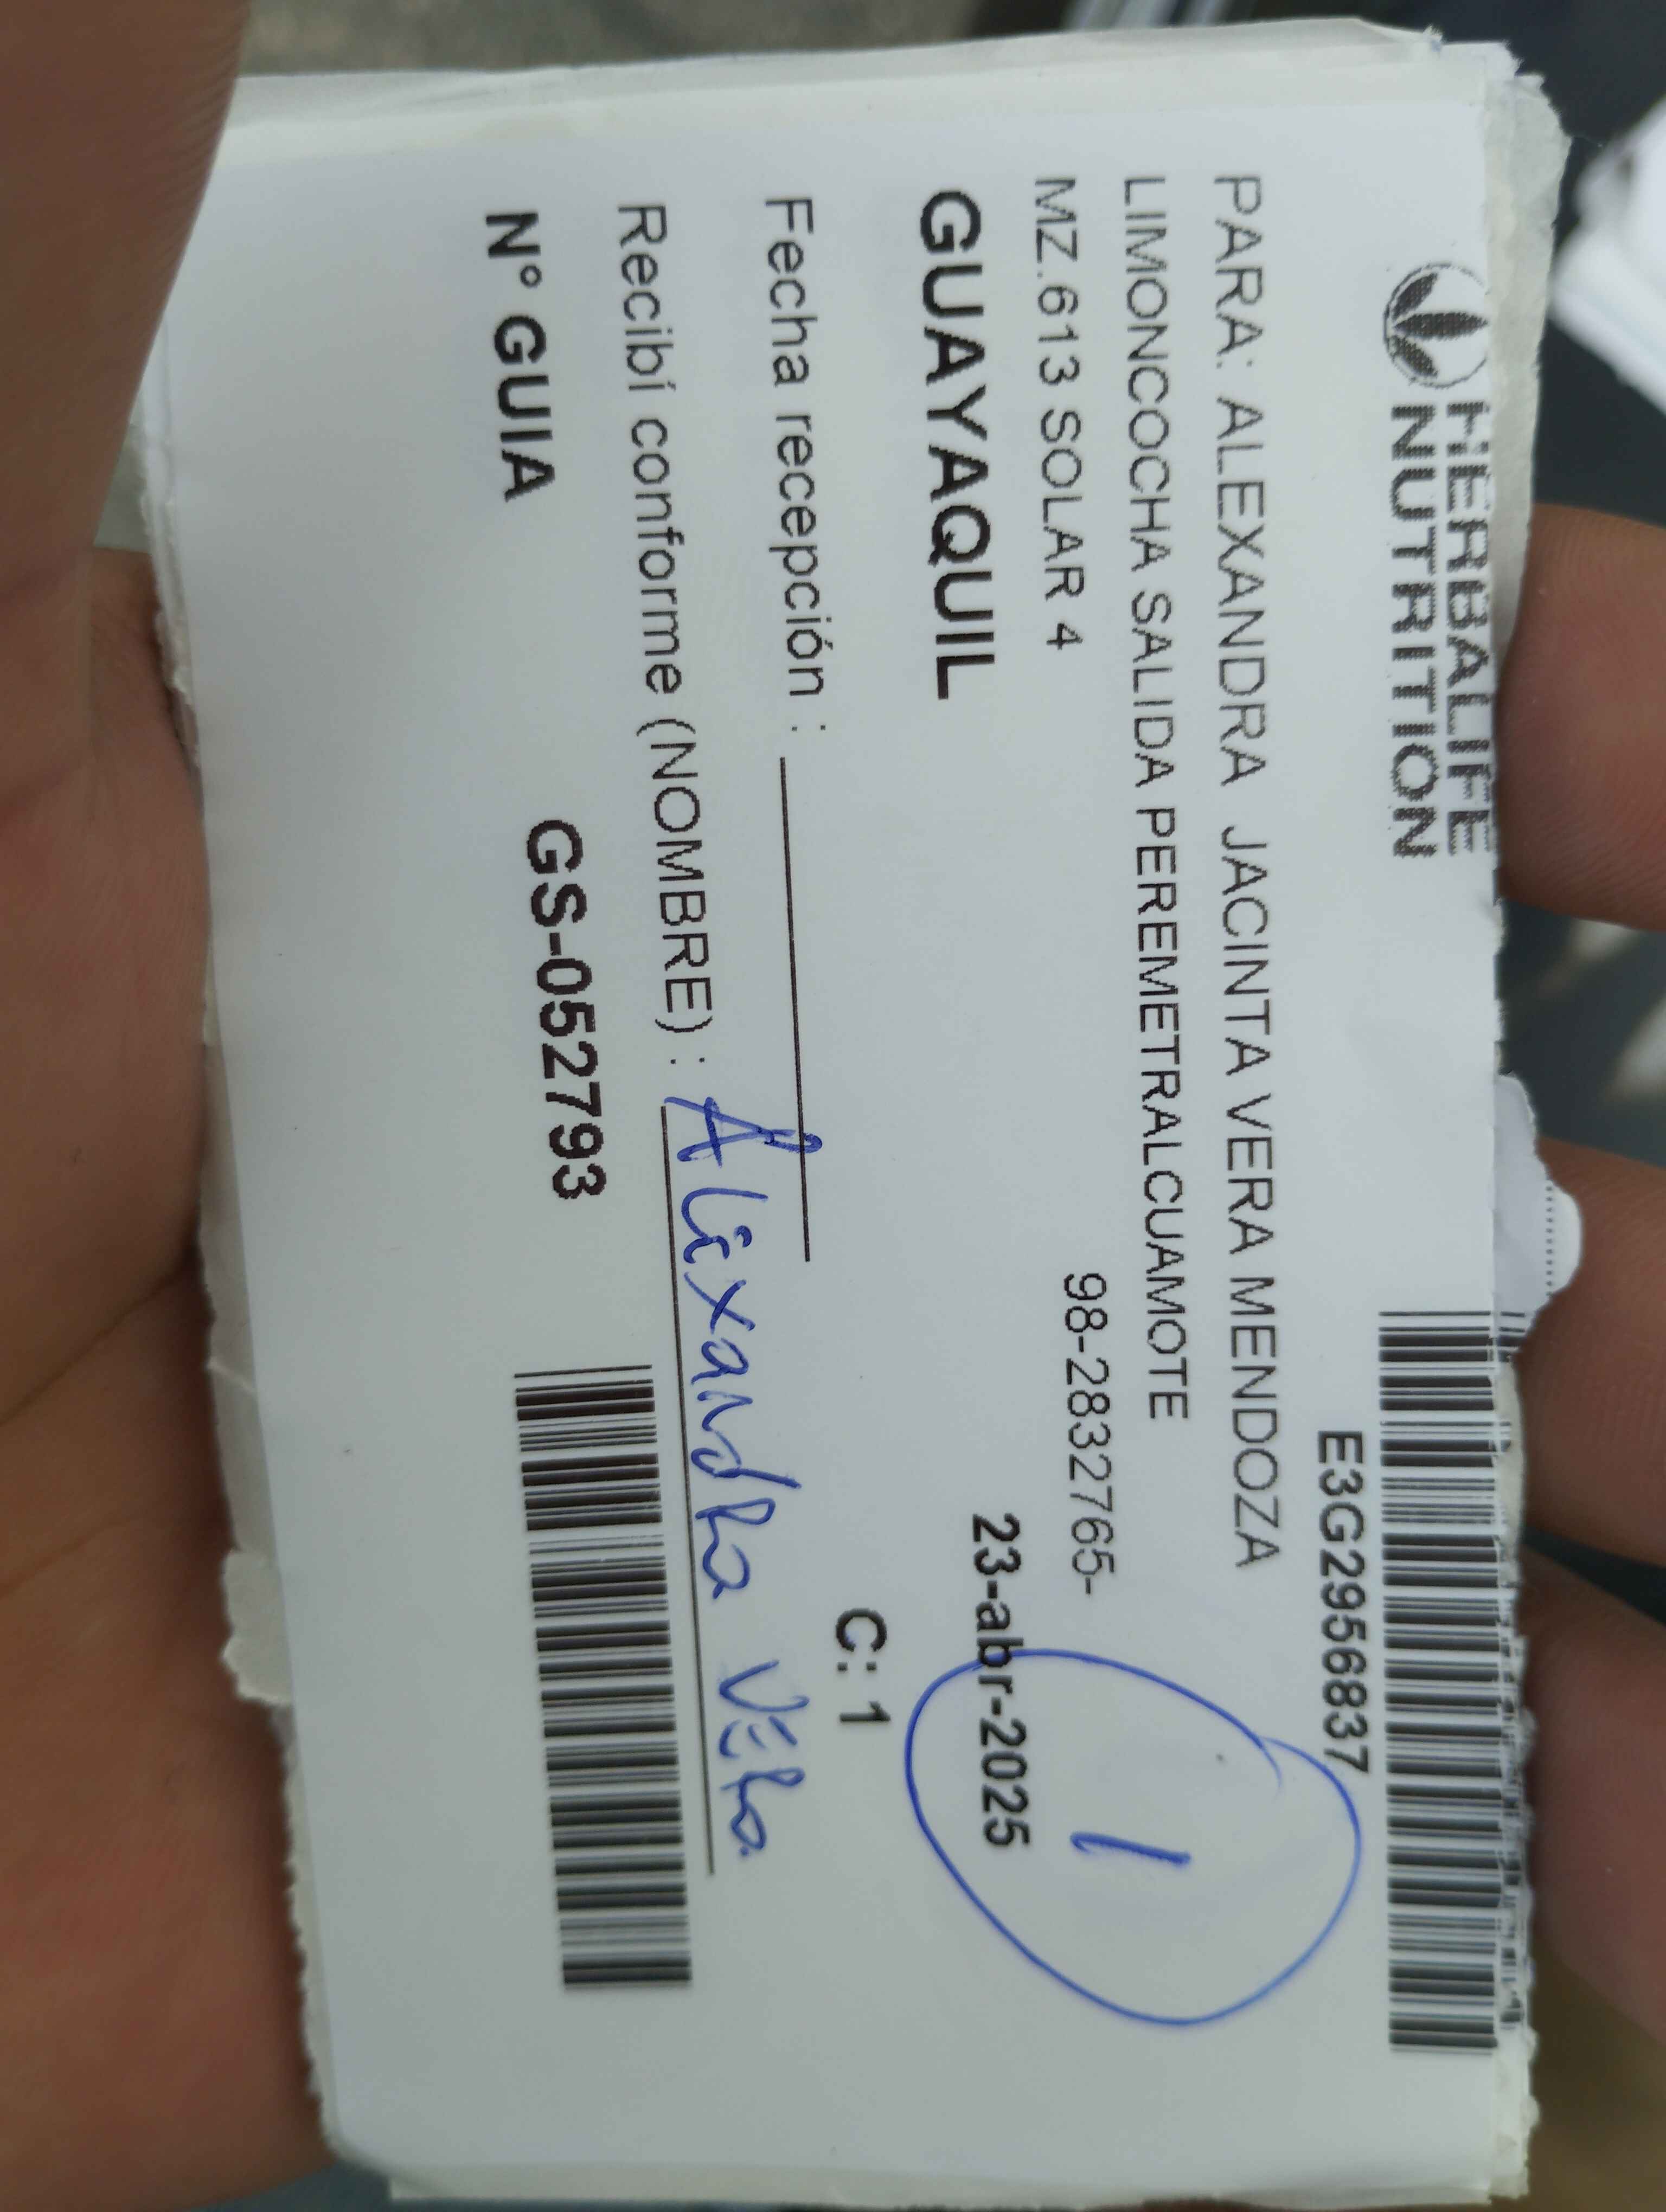 HERBALIFE
NUTRITION
E3G2956837
PARA: ALEXANDRA JACINTA VERA MENDOZA
LIMONCOCHA SALIDA PEREMETRALCUAMOTE
MZ.613 SOLAR 4
98-2832765-
1
GUAYAQUIL
23-abr-2025
C: 1
Fecha recepción :
Recibí conforme (NOMBRE) : Alexandra Vera
N° GUIA
GS-052793